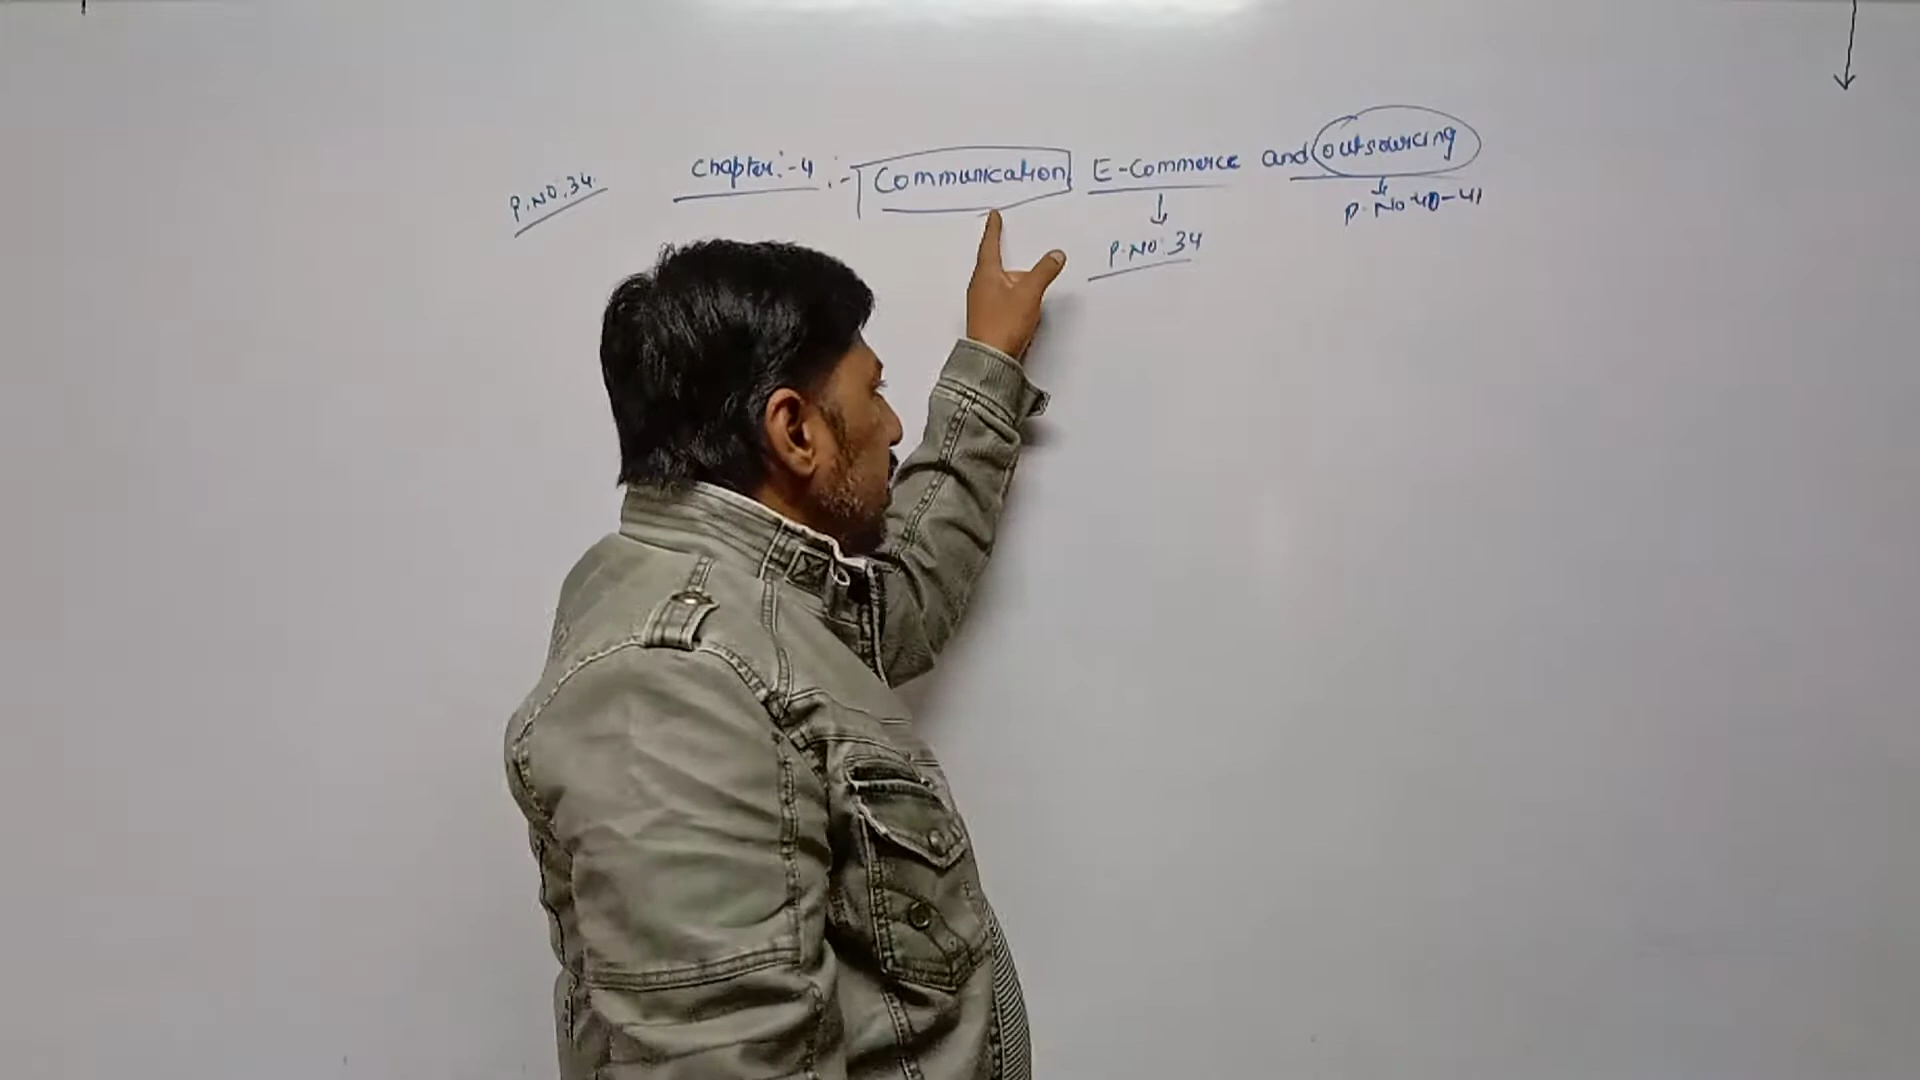 P.NO:34.
Chapter:-4 :- Communication E-Commerce and outsourcing
P.NO:34
P.No 40-41